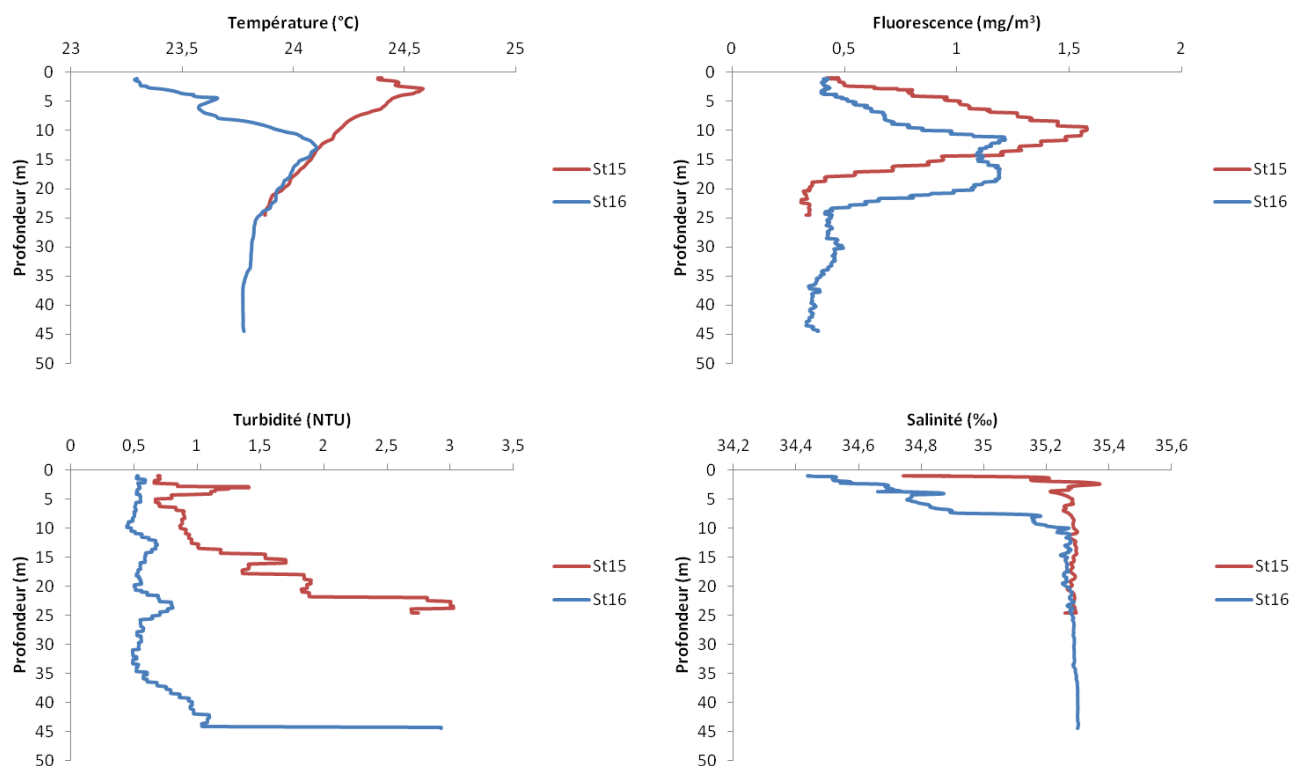 Température (°C)
23 23,5 24 24,5 25
Profondeur (m)
0
5
10
15
20
25
30
35
40
45
50
St15
St16
Fluorescence (mg/m³)
0 0,5 1 1,5 2
Profondeur (m)
0
5
10
15
20
25
30
35
40
45
50
St15
St16
Turbidité (NTU)
0 0,5 1 1,5 2 2,5 3 3,5
Profondeur (m)
0
5
10
15
20
25
30
35
40
45
50
St15
St16
Salinité (‰)
34,2 34,4 34,6 34,8 35 35,2 35,4 35,6
Profondeur (m)
0
5
10
15
20
25
30
35
40
45
50
St15
St16